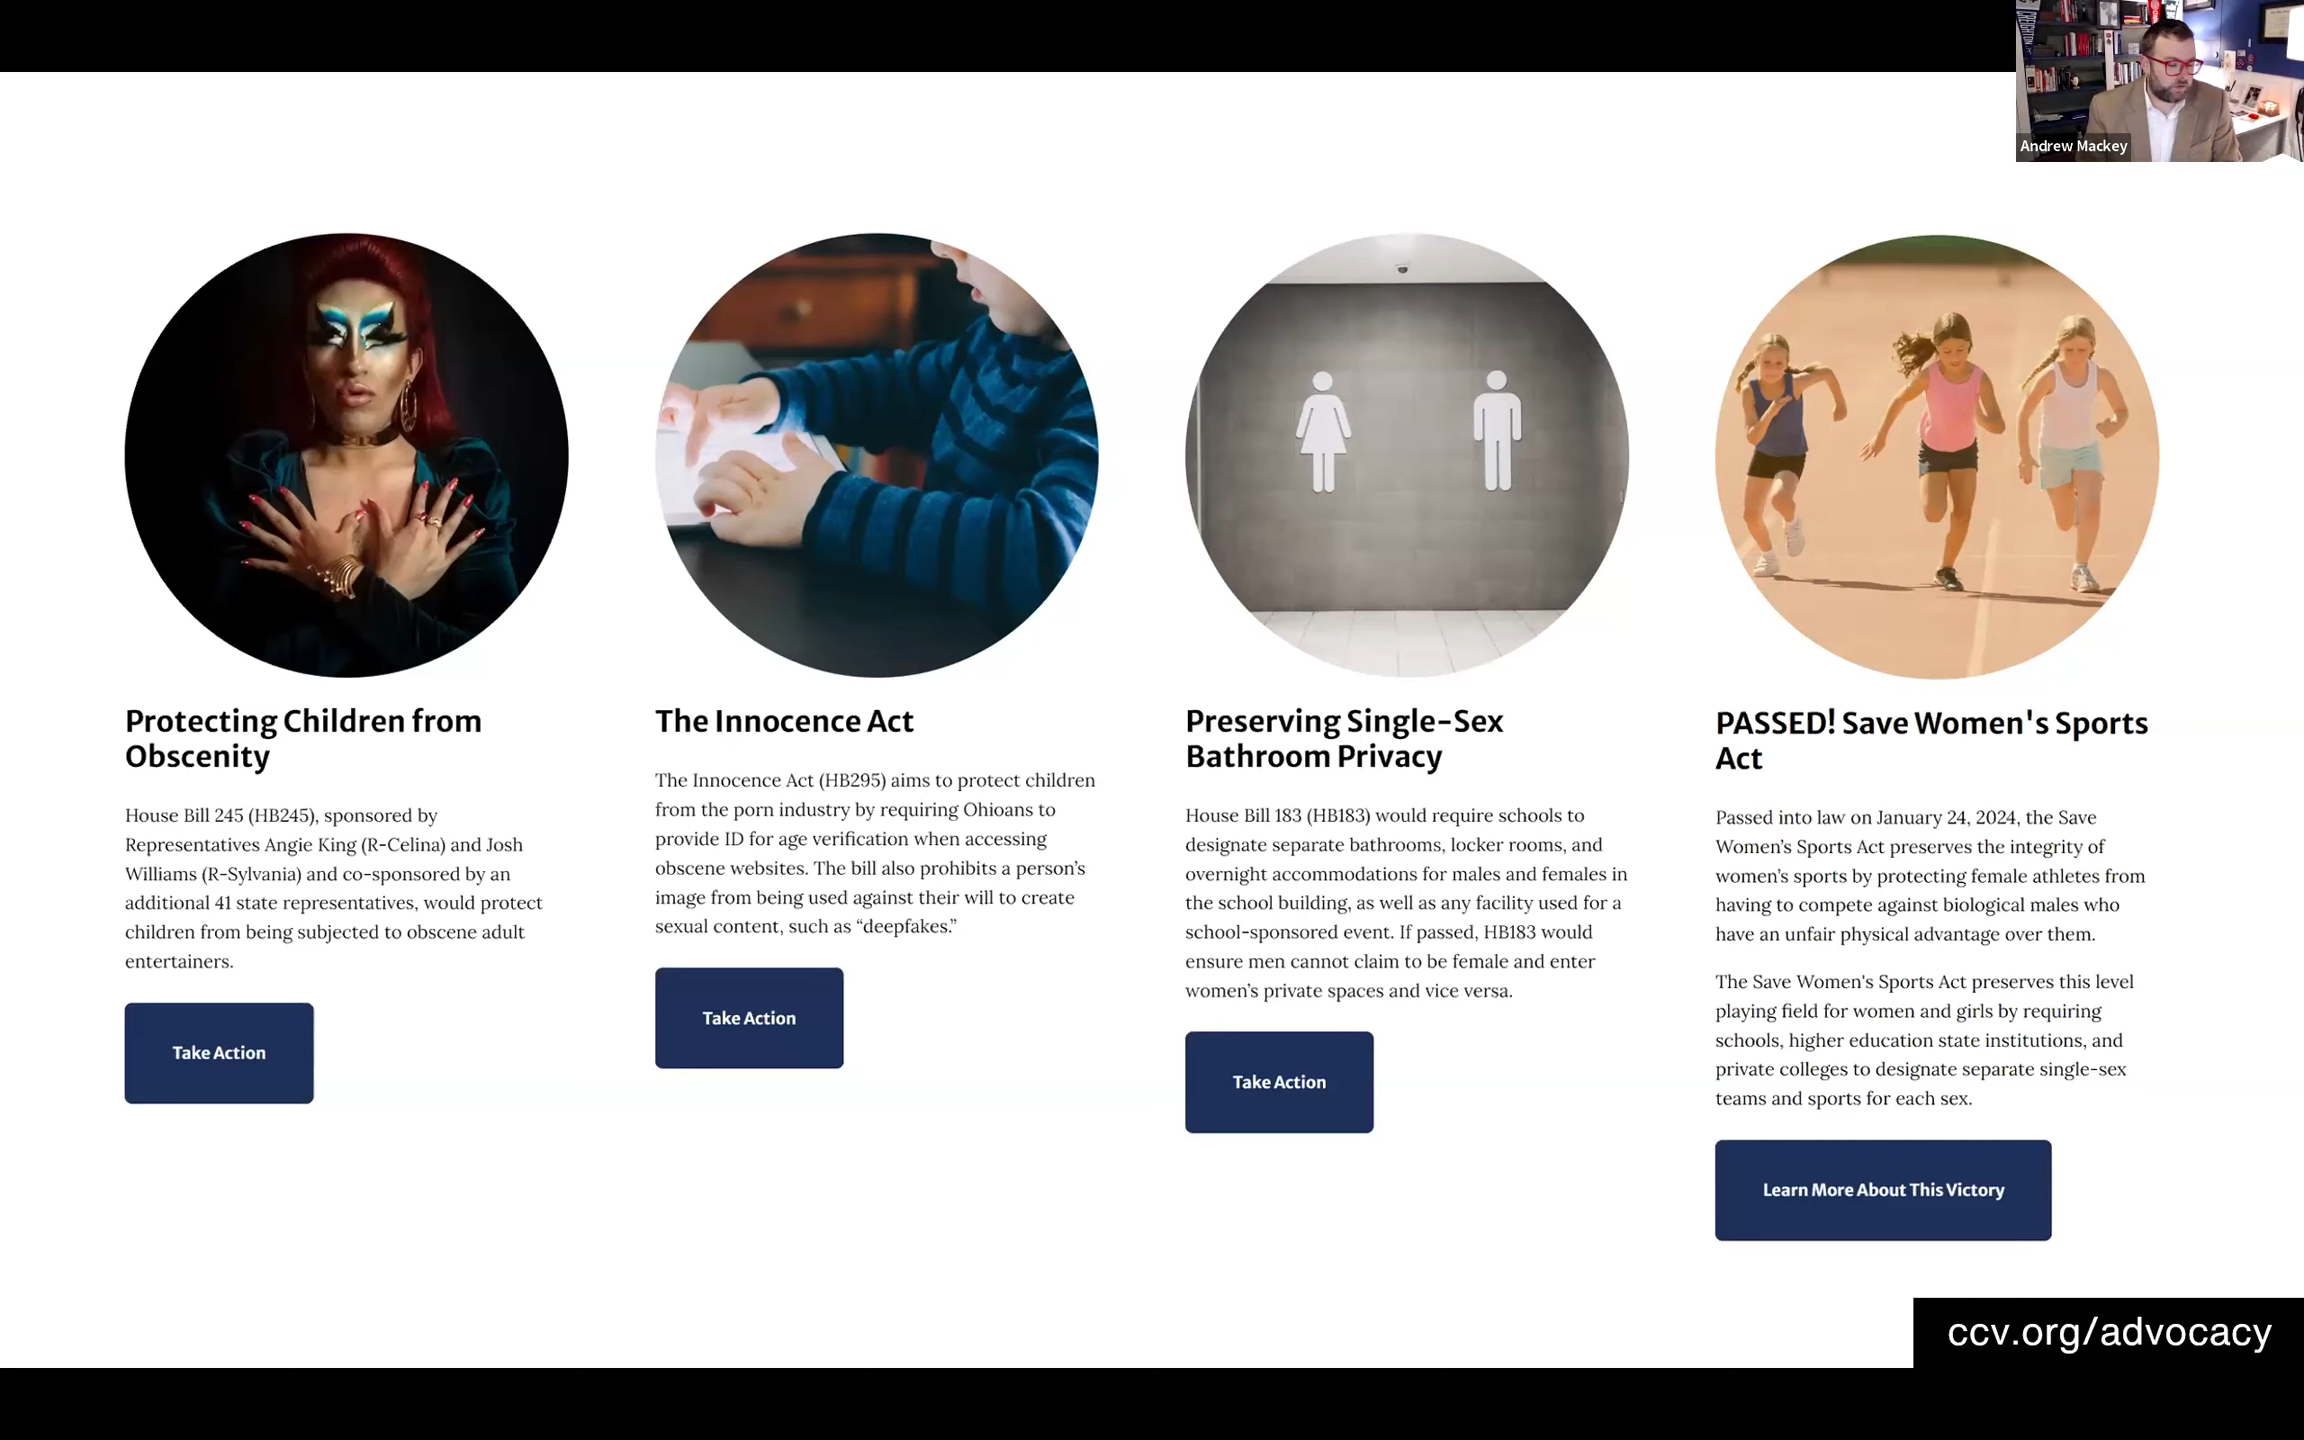 Andrew Mackey
Protecting Children from
Obscenity
House Bill 245 (HB245), sponsored by
Representatives Angie King (R-Celina) and Josh
Williams (R-Sylvania) and co-sponsored by an
additional 41 state representatives, would protect
children from being subjected to obscene adult
entertainers.
Take Action
The Innocence Act
The Innocence Act (HB295) aims to protect children
from the porn industry by requiring Ohioans to
provide ID for age verification when accessing
obscene websites. The bill also prohibits a person’s
image from being used against their will to create
sexual content, such as “deepfakes.”
Take Action
Preserving Single-Sex
Bathroom Privacy
House Bill 183 (HB183) would require schools to
designate separate bathrooms, locker rooms, and
overnight accommodations for males and females in
the school building, as well as any facility used for a
school-sponsored event. If passed, HB183 would
ensure men cannot claim to be female and enter
women’s private spaces and vice versa.
Take Action
PASSED! Save Women's Sports
Act
Passed into law on January 24, 2024, the Save
Women’s Sports Act preserves the integrity of
women’s sports by protecting female athletes from
having to compete against biological males who
have an unfair physical advantage over them.
The Save Women's Sports Act preserves this level
playing field for women and girls by requiring
schools, higher education state institutions, and
private colleges to designate separate single-sex
teams and sports for each sex.
Learn More About This Victory
ccv.org/advocacy